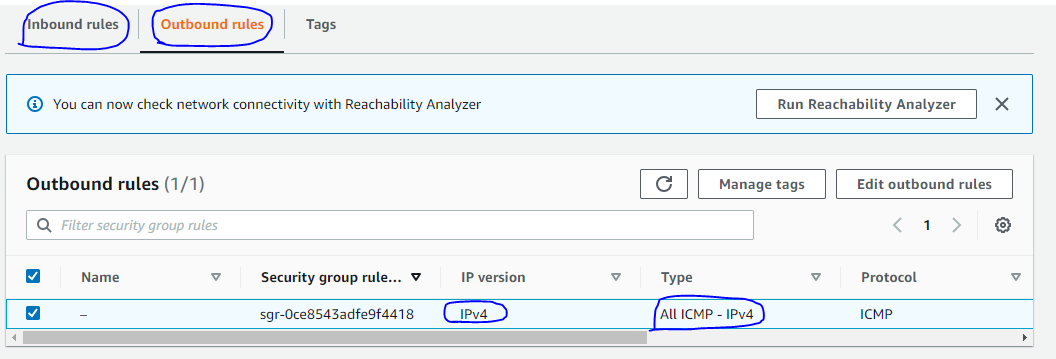 Inbound rules Outbound rules Tags
You can now check network connectivity with Reachability Analyzer Run Reachability Analyzer
Outbound rules (1/1) Manage tags Edit outbound rules
Filter security group rules 1
Name Security group rule... IP version Type Protocol
– sgr-0ce8543adfe9f4418 IPv4 All ICMP - IPv4 ICMP